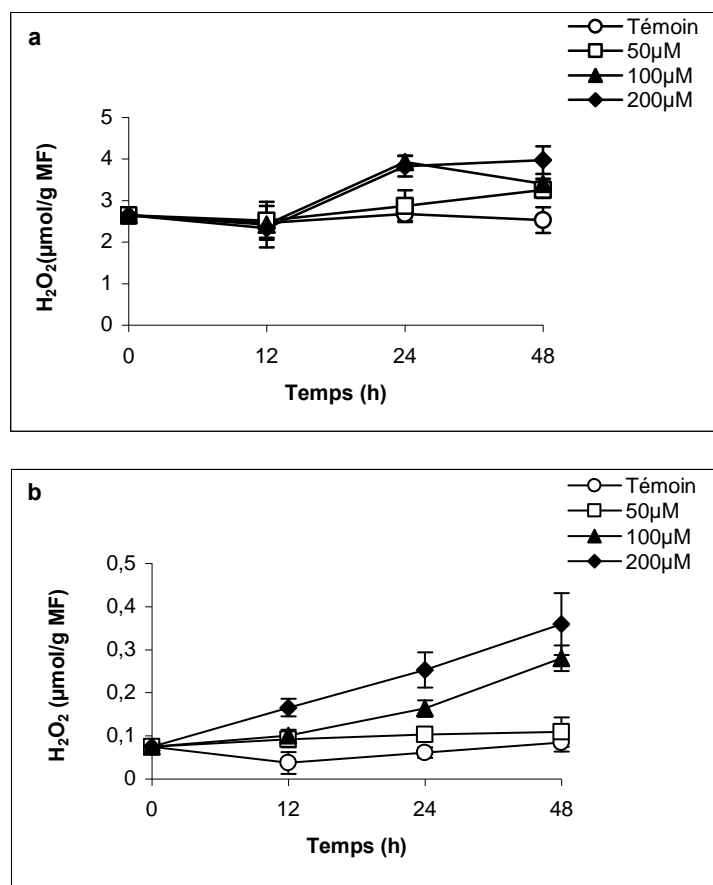 a
Témoin
50µM
100µM
200µM
H₂O₂(µmol/g MF)
5
4
3
2
1
0
0 12 24 48
Temps (h)
b
Témoin
50µM
100µM
200µM
H₂O₂ (µmol/g MF)
0,5
0,4
0,3
0,2
0,1
0
0 12 24 48
Temps (h)